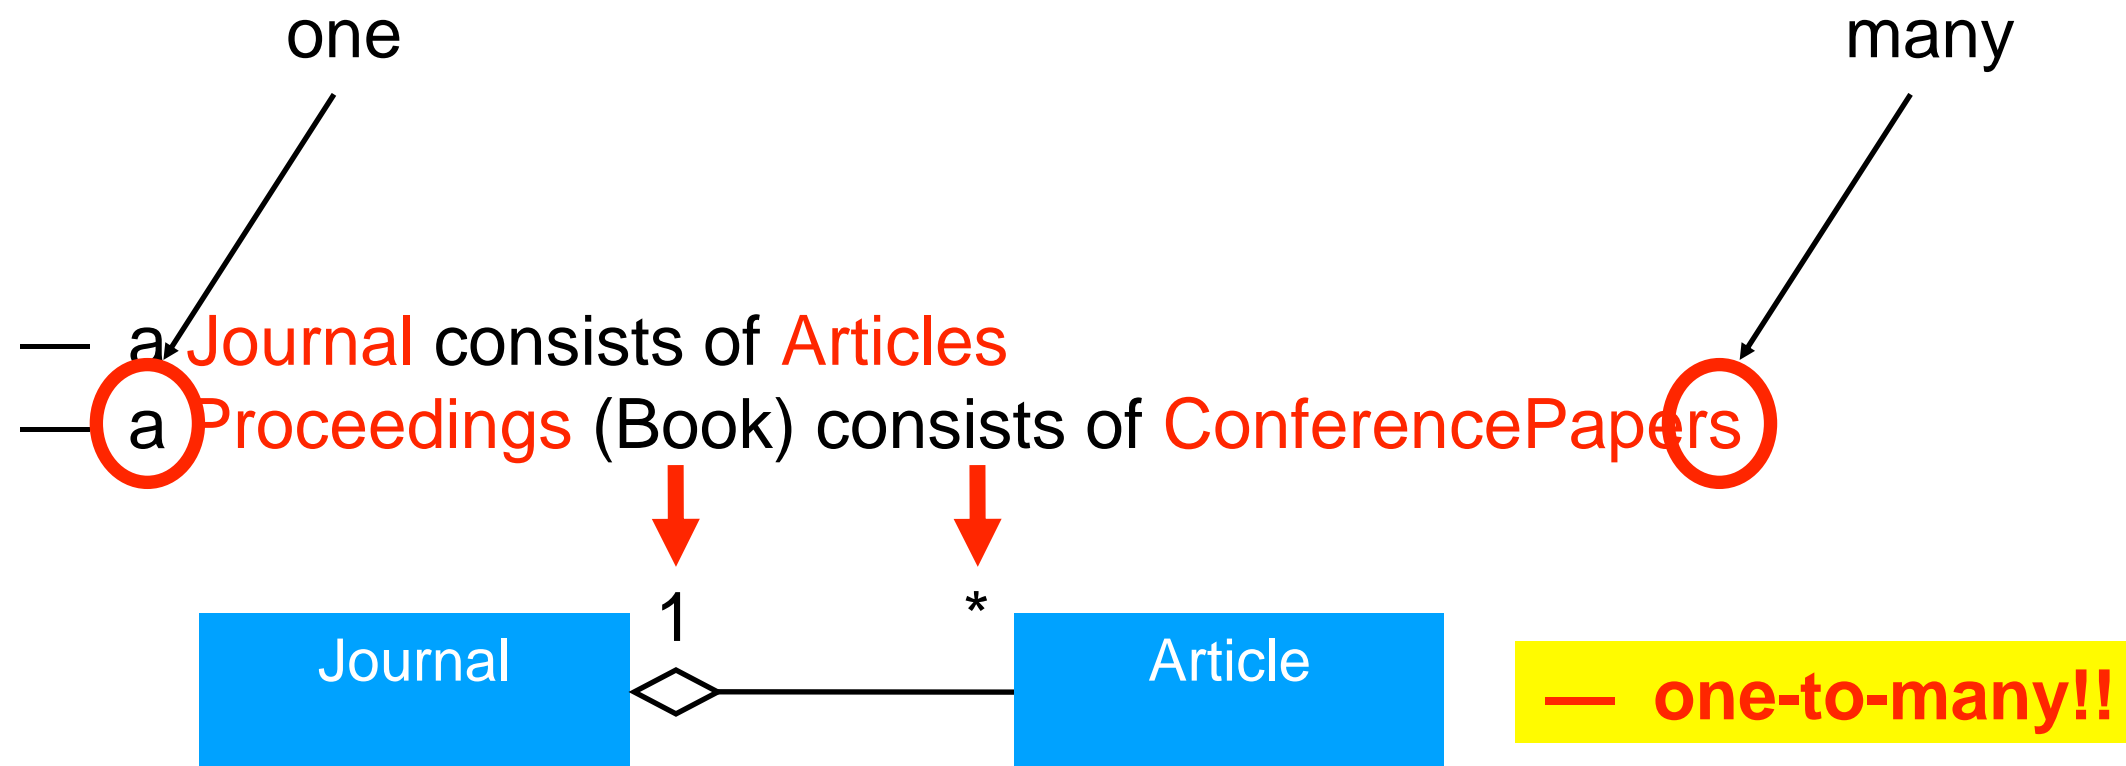 one many
— a Journal consists of Articles
— a Proceedings (Book) consists of ConferencePapers
1 *
Journal Article
— one-to-many!!